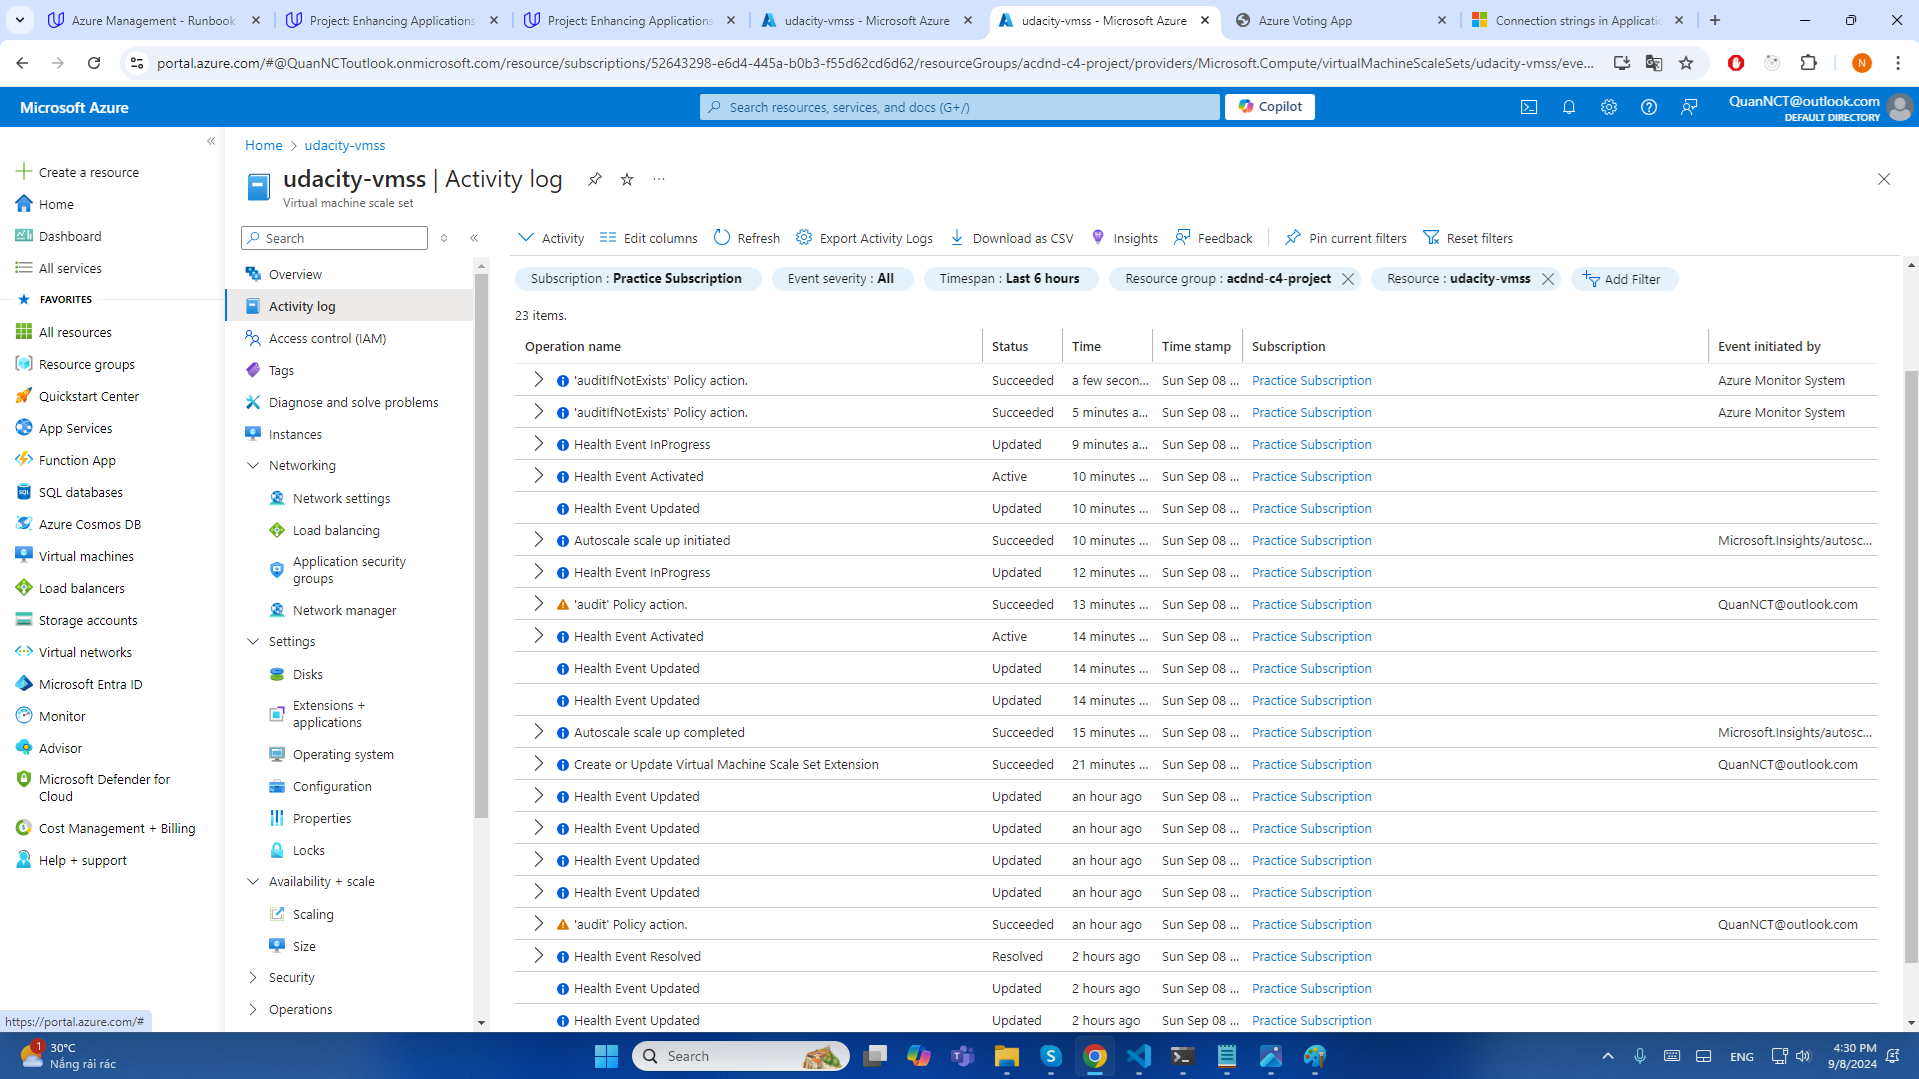 Azure Management - Runbook
Project: Enhancing Applications
Project: Enhancing Applications
udacity-vmss - Microsoft Azure
udacity-vmss - Microsoft Azure
Azure Voting App
Connection strings in Applicatic
portal.azure.com/#@QuanNCToutlook.onmicrosoft.com/resource/subscriptions/52643298-e6d4-445a-b0b3-f55d62cd6d62/resourceGroups/acdnd-c4-project/providers/Microsoft.Compute/virtualMachineScaleSets/udacity-vmss/eve...
N
Microsoft Azure
Search resources, services, and docs (G+/)
Copilot
QuanNCT@outlook.com
DEFAULT DIRECTORY
Create a resource
Home
Dashboard
All services
FAVORITES
All resources
Resource groups
Quickstart Center
App Services
Function App
SQL databases
Azure Cosmos DB
Virtual machines
Load balancers
Storage accounts
Virtual networks
Microsoft Entra ID
Monitor
Advisor
Microsoft Defender for
Cloud
Cost Management + Billing
Help + support
https://portal.azure.com/#
Home > udacity-vmss
udacity-vmss | Activity log
Virtual machine scale set
Search
Overview
Activity log
Access control (IAM)
Tags
Diagnose and solve problems
Instances
Networking
Network settings
Load balancing
Application security
groups
Network manager
Settings
Disks
Extensions +
applications
Operating system
Configuration
Properties
Locks
Availability + scale
Scaling
Size
Security
Operations
Activity Edit columns Refresh Export Activity Logs Download as CSV Insights Feedback Pin current filters Reset filters
Subscription : Practice Subscription Event severity : All Timespan : Last 6 hours Resource group : acdnd-c4-project Resource : udacity-vmss Add Filter
23 items.
Operation name Status Time Time stamp Subscription Event initiated by
'auditIfNotExists' Policy action. Succeeded a few secon... Sun Sep 08 ... Practice Subscription Azure Monitor System
'auditIfNotExists' Policy action. Succeeded 5 minutes a... Sun Sep 08 ... Practice Subscription Azure Monitor System
Health Event InProgress Updated 9 minutes a... Sun Sep 08 ... Practice Subscription
Health Event Activated Active 10 minutes ... Sun Sep 08 ... Practice Subscription
Health Event Updated Updated 10 minutes ... Sun Sep 08 ... Practice Subscription
Autoscale scale up initiated Succeeded 10 minutes ... Sun Sep 08 ... Practice Subscription Microsoft.Insights/autosc...
Health Event InProgress Updated 12 minutes ... Sun Sep 08 ... Practice Subscription
'audit' Policy action. Succeeded 13 minutes ... Sun Sep 08 ... Practice Subscription QuanNCT@outlook.com
Health Event Activated Active 14 minutes ... Sun Sep 08 ... Practice Subscription
Health Event Updated Updated 14 minutes ... Sun Sep 08 ... Practice Subscription
Health Event Updated Updated 14 minutes ... Sun Sep 08 ... Practice Subscription
Autoscale scale up completed Succeeded 15 minutes ... Sun Sep 08 ... Practice Subscription Microsoft.Insights/autosc...
Create or Update Virtual Machine Scale Set Extension Succeeded 21 minutes ... Sun Sep 08 ... Practice Subscription QuanNCT@outlook.com
Health Event Updated Updated an hour ago Sun Sep 08 ... Practice Subscription
Health Event Updated Updated an hour ago Sun Sep 08 ... Practice Subscription
Health Event Updated Updated an hour ago Sun Sep 08 ... Practice Subscription
Health Event Updated Updated an hour ago Sun Sep 08 ... Practice Subscription
'audit' Policy action. Succeeded an hour ago Sun Sep 08 ... Practice Subscription QuanNCT@outlook.com
Health Event Resolved Resolved 2 hours ago Sun Sep 08 ... Practice Subscription
Health Event Updated Updated 2 hours ago Sun Sep 08 ... Practice Subscription
Health Event Updated Updated 2 hours ago Sun Sep 08 ... Practice Subscription
1
30°C
Nắng rải rác
Search
ENG
4:30 PM
9/8/2024